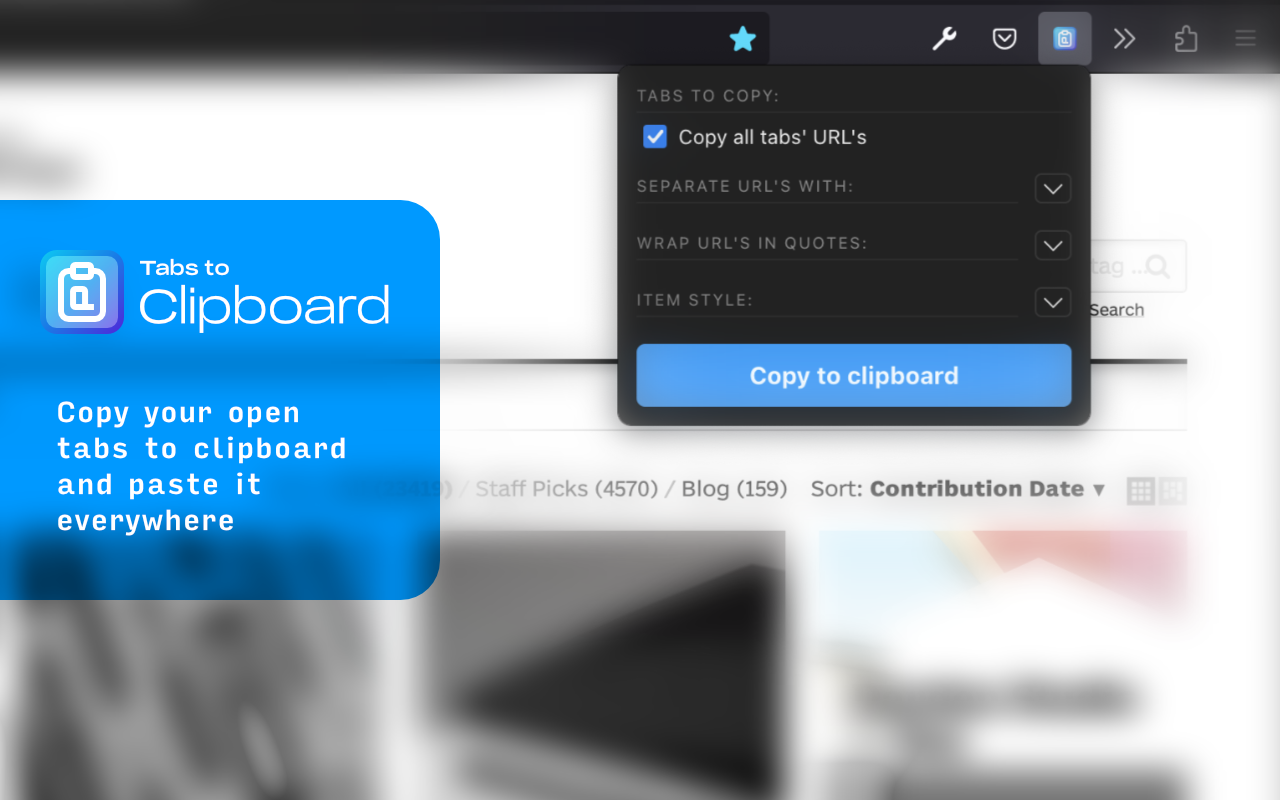 TABS TO COPY:
Copy all tabs' URL's
SEPARATE URL'S WITH:
WRAP URL'S IN QUOTES:
ITEM STYLE:
Copy to clipboard
tag ...
Search
Tabs to
Clipboard
Copy your open
tabs to clipboard
and paste it
everywhere
/ Staff Picks (4570) / Blog (159) Sort: Contribution Date ▾